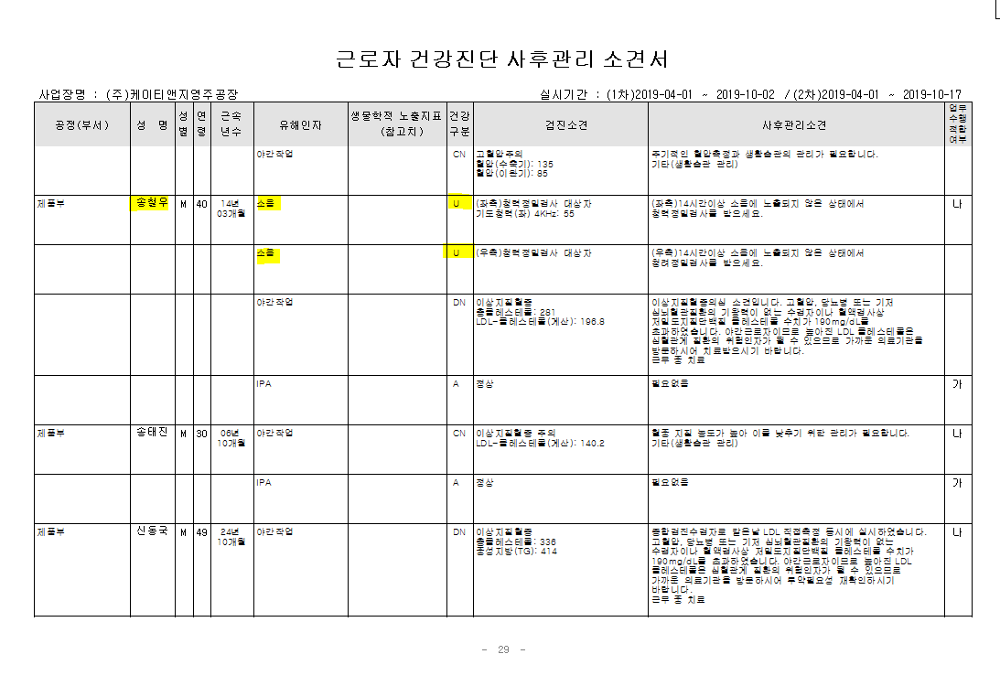 근로자 건강진단 사후관리 소견서
사업장명 : (주)케이티앤지영주공장
실시기간 : (1차)2019-04-01 ~ 2019-10-02 /(2차)2019-04-01 ~ 2019-10-17
공정(부서) 성 명 성별 연령 근속년수 유해인자 생물학적 노출지표(참고치) 건강구분 검진소견 사후관리소견 업무수행적합여부
야간작업 CN 고혈압주의 주기적인 혈압측정과 생활습관의 관리가 필요합니다.
혈압(수축기): 135 기타(생활습관 관리)
혈압(이완기): 85
제품부 송철우 M 40 14년 소음 U (좌측)청력정밀검사 대상자 (좌측)14시간이상 소음에 노출되지 않은 상태에서 나
03개월 기도청력(좌) 4KHz: 55 청력정밀검사를 받으세요.
소음 U (우측)청력정밀검사 대상자 (우측)14시간이상 소음에 노출되지 않은 상태에서
청려정밀검사를 받으세요.
야간작업 DN 이상지질혈증 이상지질혈증의심 소견입니다. 고혈압, 당뇨병 또는 기저
총콜레스테롤: 281 심뇌혈관질환의 기왕력이 없는 수검자이나 혈액검사상
LDL-콜레스테롤(계산): 196.8 저밀도지질단백질 콜레스테롤 수치가 190mg/dL를
초과하였습니다. 야간근로자이므로 높아진 LDL 콜레스테롤은
심혈관계 질환의 위험인자가 될 수 있으므로 가까운 의료기관을
방문하시어 치료받으시기 바랍니다.
근무 중 치료
IPA A 정상 필요없음 가
제품부 송태진 M 30 06년 야간작업 CN 이상지질혈증 주의 혈중 지질 농도가 높아 이를 낮추기 위한 관리가 필요합니다. 나
10개월 LDL-콜레스테롤(계산): 140.2 기타(생활습관 관리)
IPA A 정상 필요없음 가
제품부 신동국 M 49 24년 야간작업 DN 이상지질혈증 종합검진수검자로 같은날 LDL 직접측정 동시에 실시하였습니다. 나
10개월 총콜레스테롤: 336 고혈압, 당뇨병 또는 기저 심뇌혈관질환의 기왕력이 없는
중성지방(TG): 414 수검자이나 혈액검사상 저밀도지질단백질 콜레스테롤 수치가
190mg/dL를 초과하였습니다. 야간근로자이므로 높아진 LDL
콜레스테롤은 심혈관계 질환의 위험인자가 될 수 있으므로
가까운 의료기관을 방문하시어 투약필요성 재확인하시기
바랍니다.
근무 중 치료
- 29 -